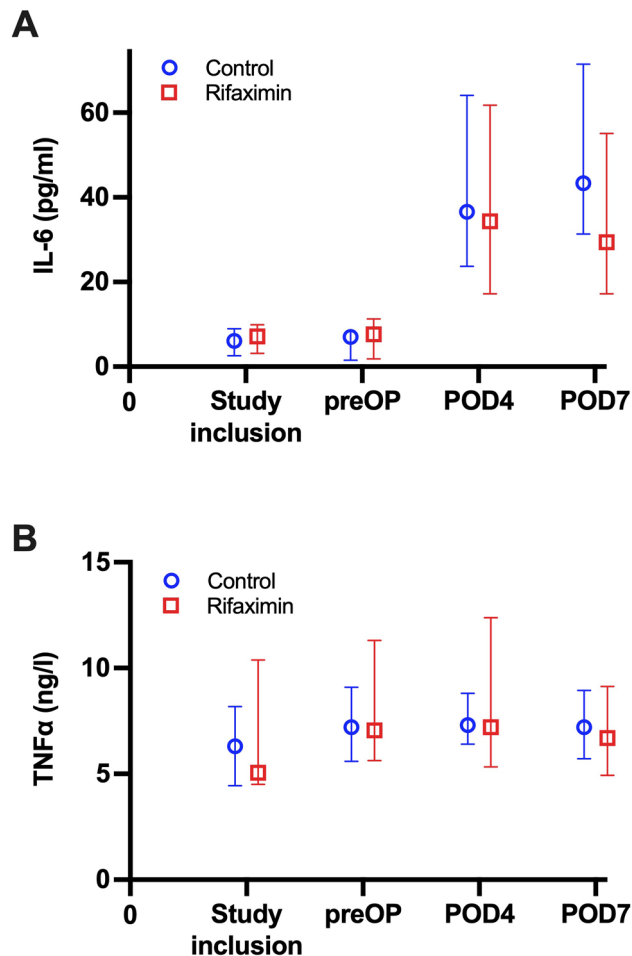 A
Control
Rifaximin
IL-6 (pg/ml)
60
40
20
0
0
Study
inclusion
preOP
POD4
POD7
B
Control
Rifaximin
TNFα (ng/l)
15
10
5
0
0
Study
inclusion
preOP
POD4
POD7